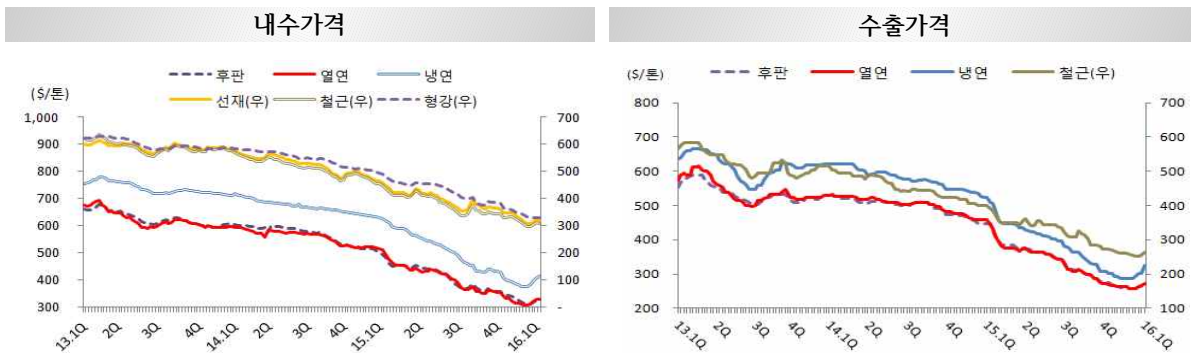 내수가격
후판 열연 냉연
($/톤)
선재(우) 철근(우) 형강(우)
1,000 700
900 600
800 500
700 400
600 300
500 200
400 100
300 -
13.1Q 2Q 3Q 4Q 14.1Q 2Q 3Q 4Q 15.1Q 2Q 3Q 4Q 16.1Q
수출가격
($/톤) 후판 열연 냉연 철근(우)
800 700
700 600
600 500
500 400
400 300
300 200
200 100
13.1Q 2Q 3Q 4Q 14.1Q 2Q 3Q 4Q 15.1Q 2Q 3Q 4Q 16.1Q